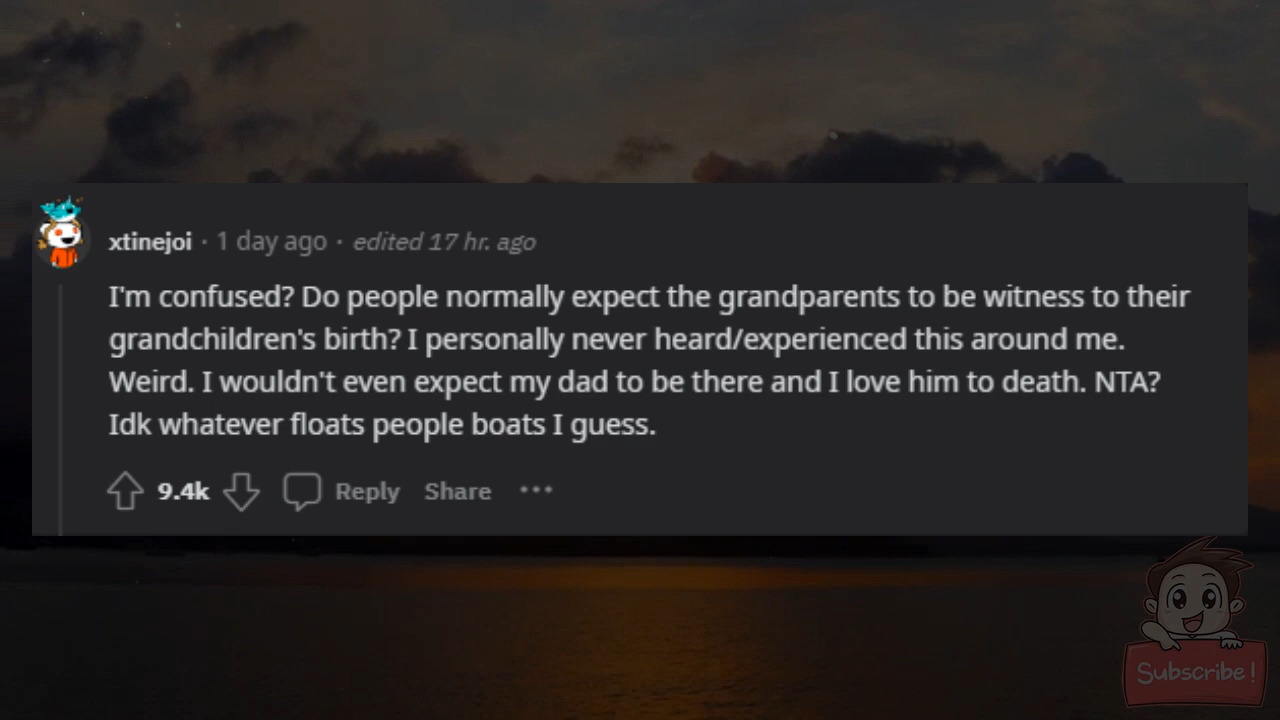 xtinejoi · 1 day ago · edited 17 hr. ago
I'm confused? Do people normally expect the grandparents to be witness to their
grandchildren's birth? I personally never heard/experienced this around me.
Weird. I wouldn't even expect my dad to be there and I love him to death. NTA?
Idk whatever floats people boats I guess.
9.4k Reply Share ···
Subscribe!